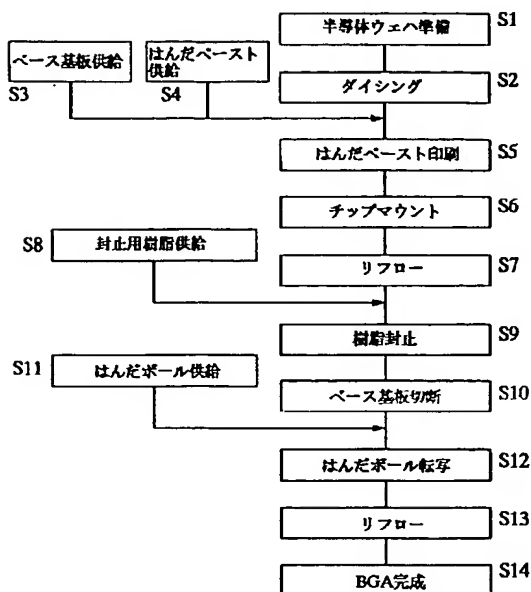 半導体ウェハ準備 S1
ベース基板供給
S3
はんだペースト
供給
S4
ダイシング S2
はんだペースト印刷 S5
チップマウント S6
S8 封止用樹脂供給
リフロー S7
樹脂封止 S9
S11 はんだボール供給
ベース基板切断 S10
はんだボール転写 S12
リフロー S13
BGA完成 S14